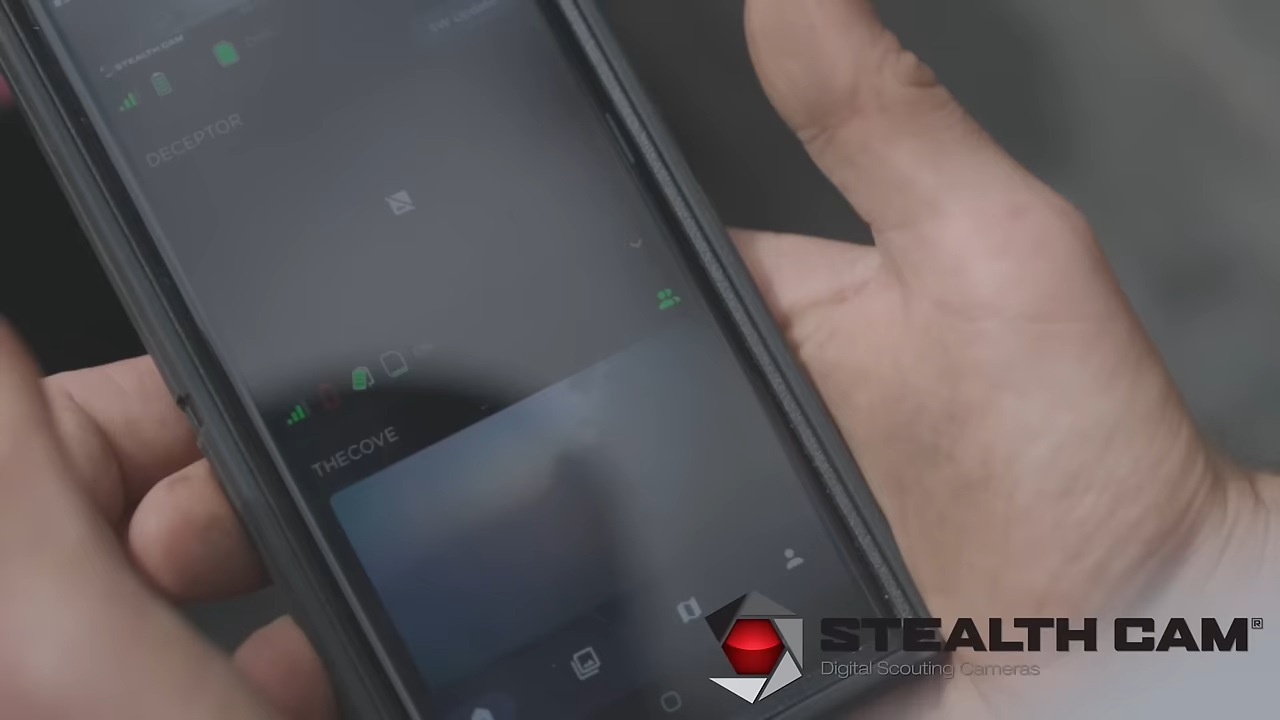 STEALTH CAM
DECEPTOR
THECOVE
STEALTH CAM®
Digital Scouting Cameras